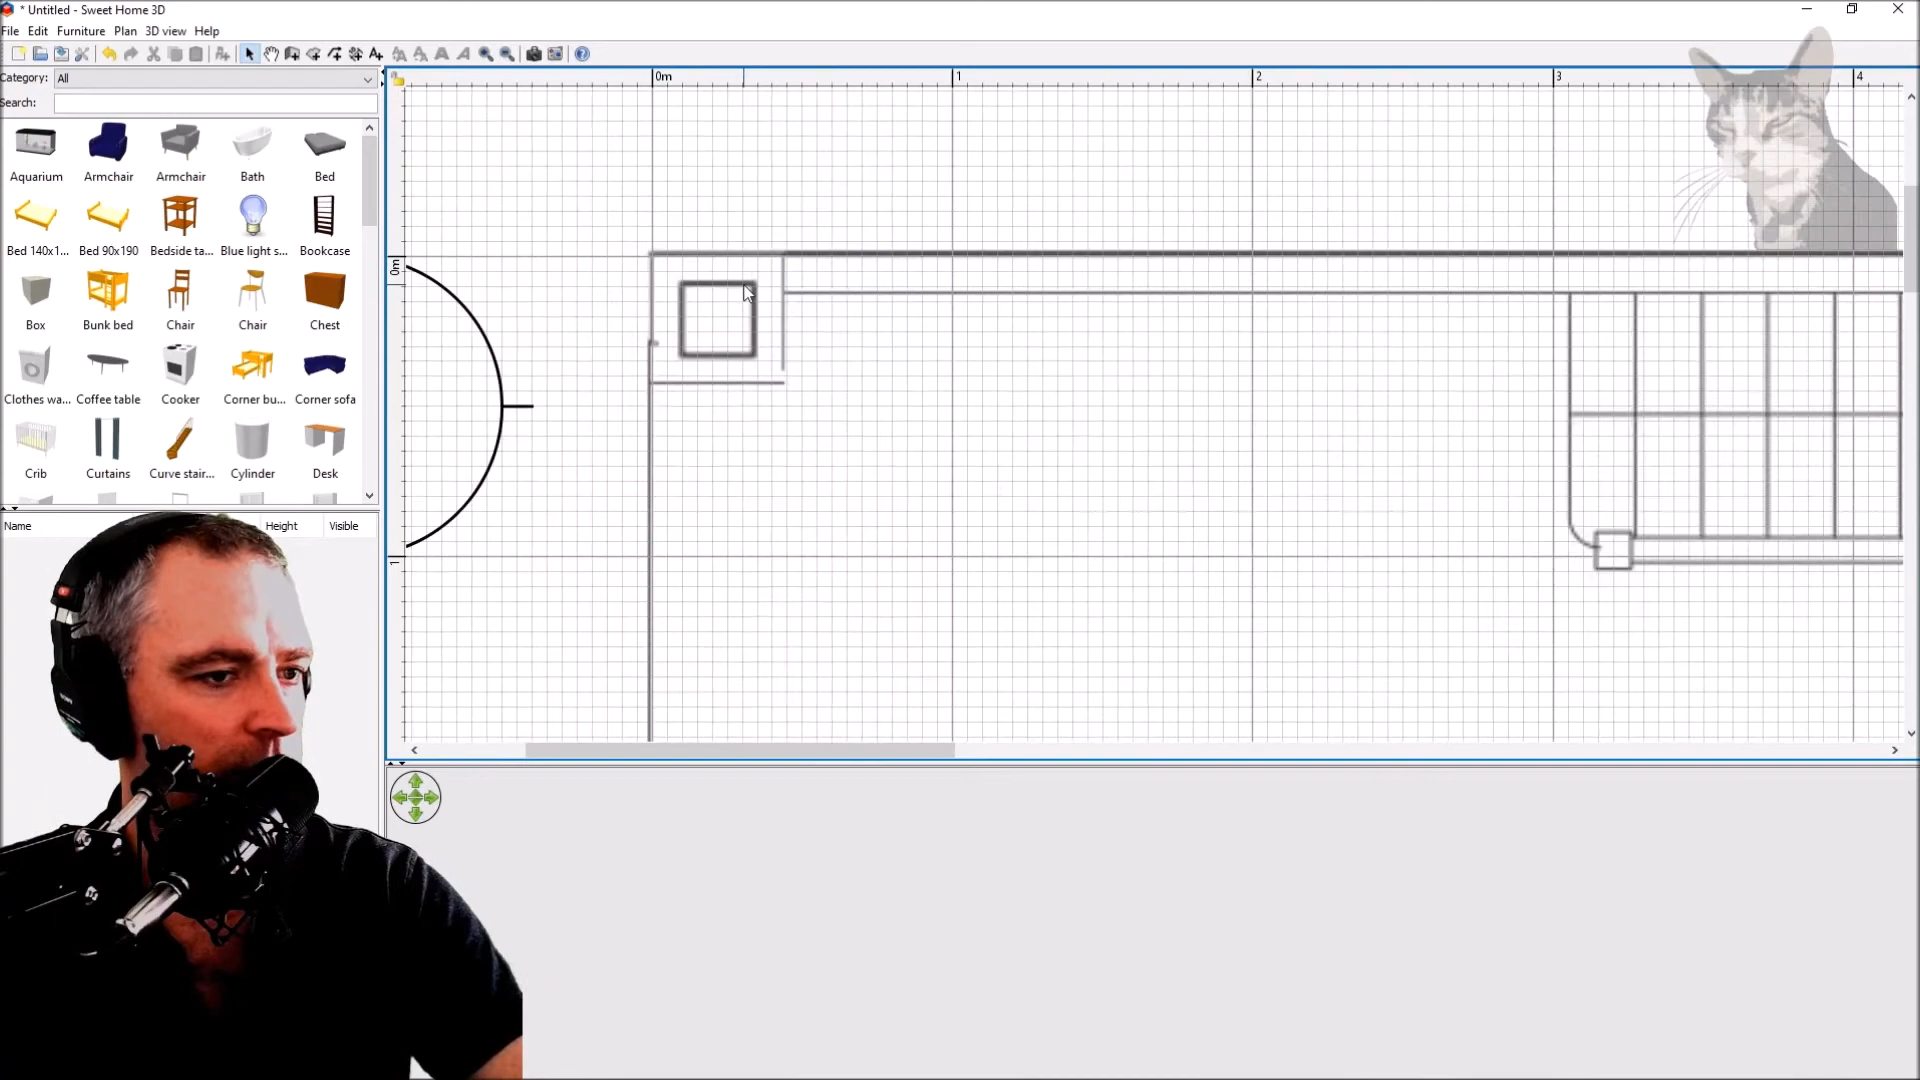 * Untitled - Sweet Home 3D
File Edit Furniture Plan 3D view Help
Category: All
Search:
Aquarium Armchair Armchair Bath Bed
Bed 140x1... Bed 90x190 Bedside ta... Blue light s... Bookcase
Box Bunk bed Chair Chair Chest
Clothes wa... Coffee table Cooker Corner bu... Corner sofa
Crib Curtains Curve stair... Cylinder Desk
Name Height Visible
0m 1 2 3 4
0m
1